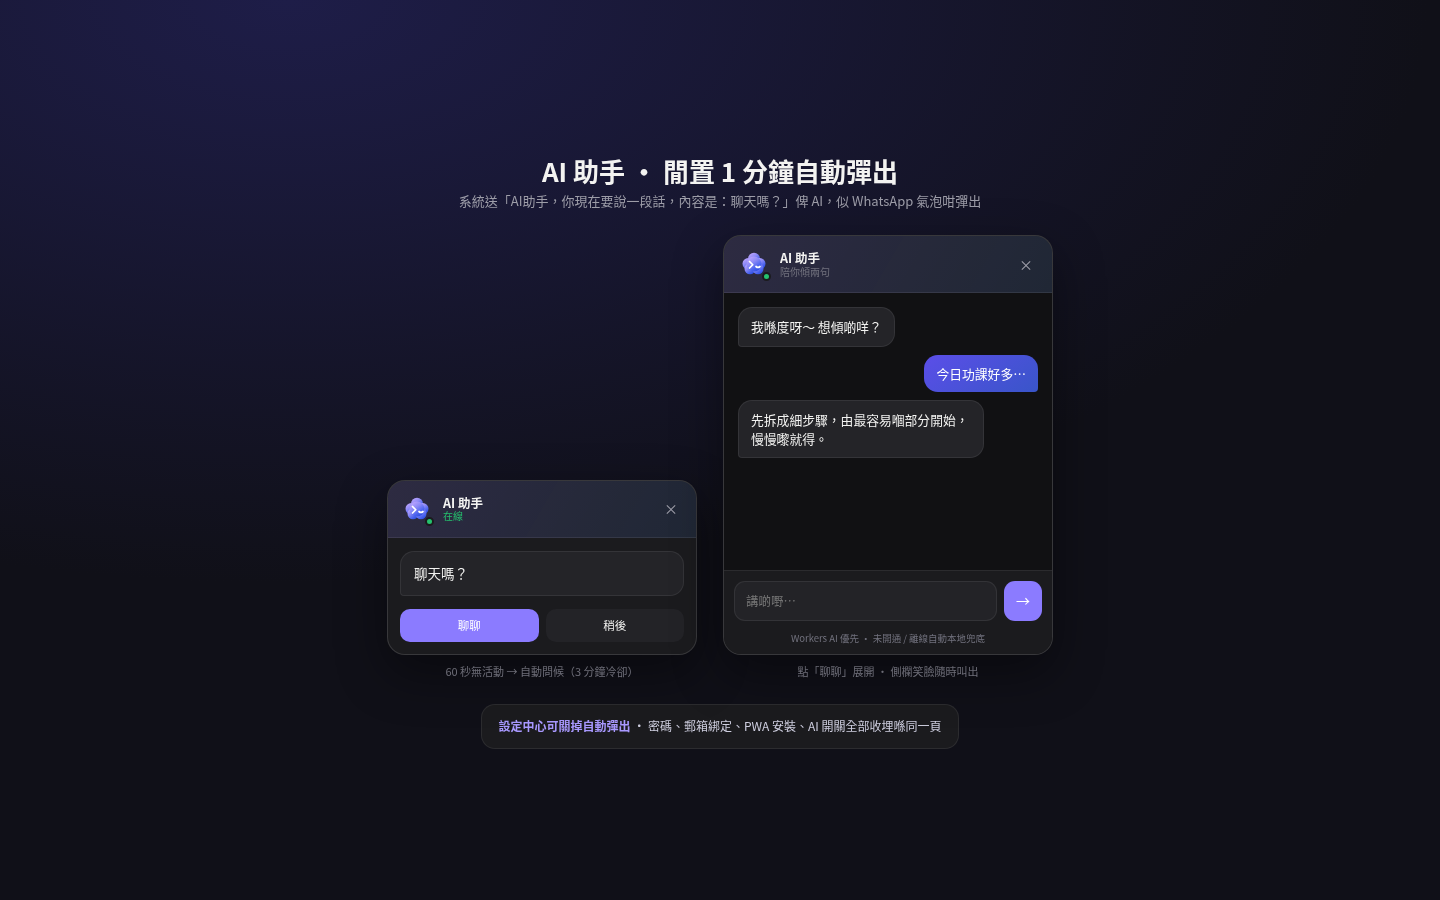 AI 助手 · 閒置 1 分鐘自動彈出
系統送「AI助手，你現在要說一段話，內容是：聊天嗎？」俾 AI，似 WhatsApp 氣泡咁彈出
AI 助手
陪你傾兩句
×
我喺度呀～ 想傾啲咩？
今日功課好多⋯
先拆成細步驟，由最容易嗰部分開始，
慢慢嚟就得。
講啲嘢⋯
→
Workers AI 優先 · 未開通 / 離線自動本地兜底
點「聊聊」展開 · 側欄笑臉隨時叫出
AI 助手
在線
×
聊天嗎？
聊聊
稍後
60 秒無活動 → 自動問候（3 分鐘冷卻）
設定中心可關掉自動彈出 · 密碼、郵箱綁定、PWA 安裝、AI 開關全部收埋喺同一頁